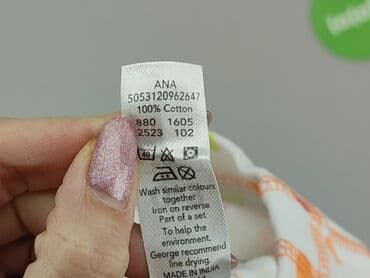 ANA
5053120962647
100% Cotton
880 1605
2523 102
40
Wash similar colours
together
Iron on reverse
Part of a set
To help the
environment,
George recommend
line drying.
MADE IN INDIA